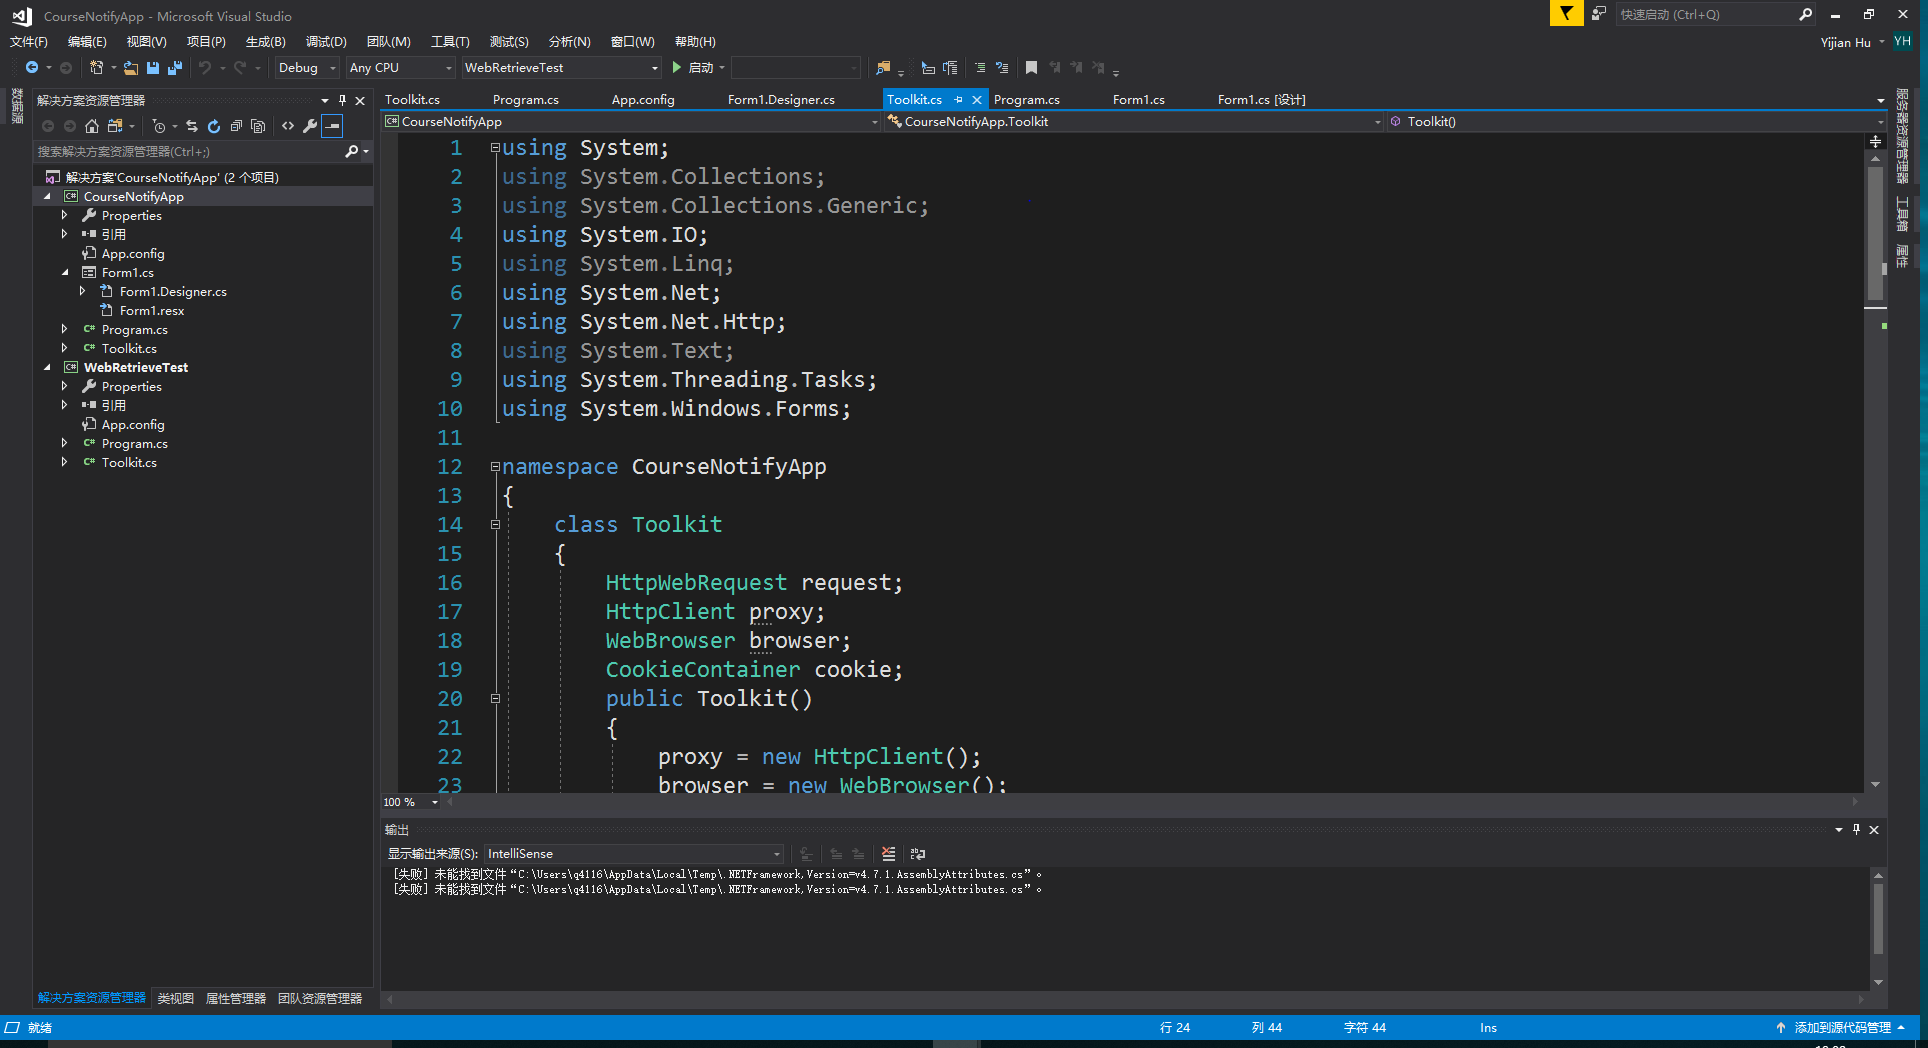 CourseNotifyApp - Microsoft Visual Studio
快速启动 (Ctrl+Q)
文件(F) 编辑(E) 视图(V) 项目(P) 生成(B) 调试(D) 团队(M) 工具(T) 测试(S) 分析(N) 窗口(W) 帮助(H)
Yijian Hu YH
Debug Any CPU WebRetrieveTest 启动
数据源
解决方案资源管理器
搜索解决方案资源管理器(Ctrl+;)
解决方案'CourseNotifyApp' (2 个项目)
C# CourseNotifyApp
Properties
引用
App.config
Form1.cs
Form1.Designer.cs
Form1.resx
C# Program.cs
C# Toolkit.cs
C# WebRetrieveTest
Properties
引用
App.config
C# Program.cs
C# Toolkit.cs
解决方案资源管理器 类视图 属性管理器 团队资源管理器
Toolkit.cs Program.cs App.config Form1.Designer.cs Toolkit.cs Program.cs Form1.cs Form1.cs [设计]
C# CourseNotifyApp CourseNotifyApp.Toolkit Toolkit()
1 using System;
2 using System.Collections;
3 using System.Collections.Generic;
4 using System.IO;
5 using System.Linq;
6 using System.Net;
7 using System.Net.Http;
8 using System.Text;
9 using System.Threading.Tasks;
10 using System.Windows.Forms;
11
12 namespace CourseNotifyApp
13 {
14 class Toolkit
15 {
16 HttpWebRequest request;
17 HttpClient proxy;
18 WebBrowser browser;
19 CookieContainer cookie;
20 public Toolkit()
21 {
22 proxy = new HttpClient();
23 browser = new WebBrowser();
100 %
输出
显示输出来源(S): IntelliSense
[失败] 未能找到文件“C:\Users\q4116\AppData\Local\Temp\.NETFramework,Version=v4.7.1.AssemblyAttributes.cs”。
[失败] 未能找到文件“C:\Users\q4116\AppData\Local\Temp\.NETFramework,Version=v4.7.1.AssemblyAttributes.cs”。
服务器资源管理器
工具箱
属性
就绪 行 24 列 44 字符 44 Ins 添加到源代码管理